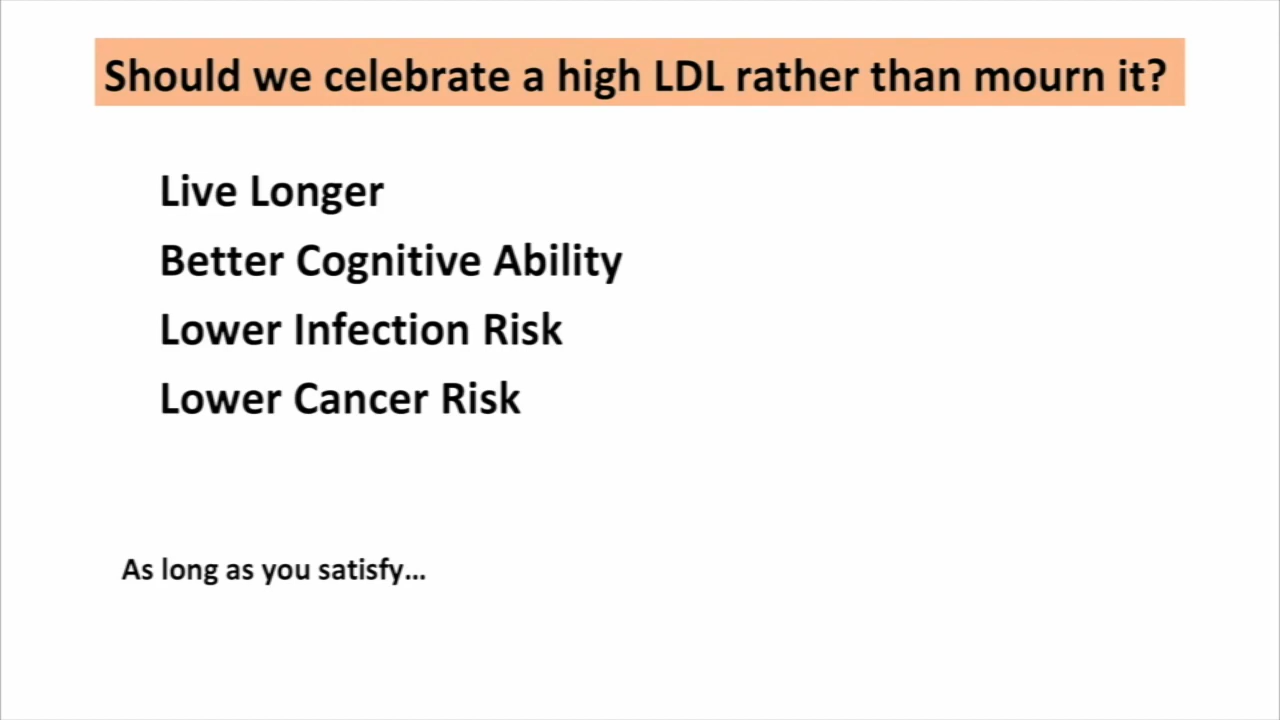 Should we celebrate a high LDL rather than mourn it?
Live Longer
Better Cognitive Ability
Lower Infection Risk
Lower Cancer Risk
As long as you satisfy…